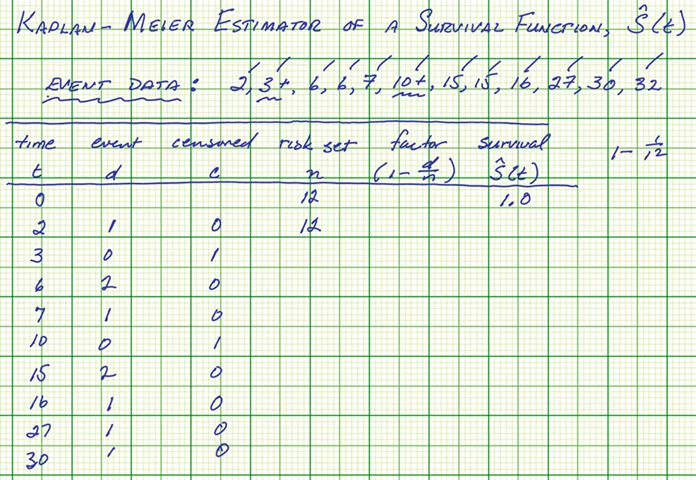 KAPLAN-MEIER ESTIMATOR OF A SURVIVAL FUNCTION, Ŝ(t)
EVENT DATA: 2, 3+, 6, 6, 7, 10+, 15, 15, 16, 27, 30, 32
time event censored risk set factor survival
t d c n (1-d/n) Ŝ(t)
1 - 1/12
0 12 1.0
2 1 0 12
3 0 1
6 2 0
7 1 0
10 0 1
15 2 0
16 1 0
27 1 0
30 1 0